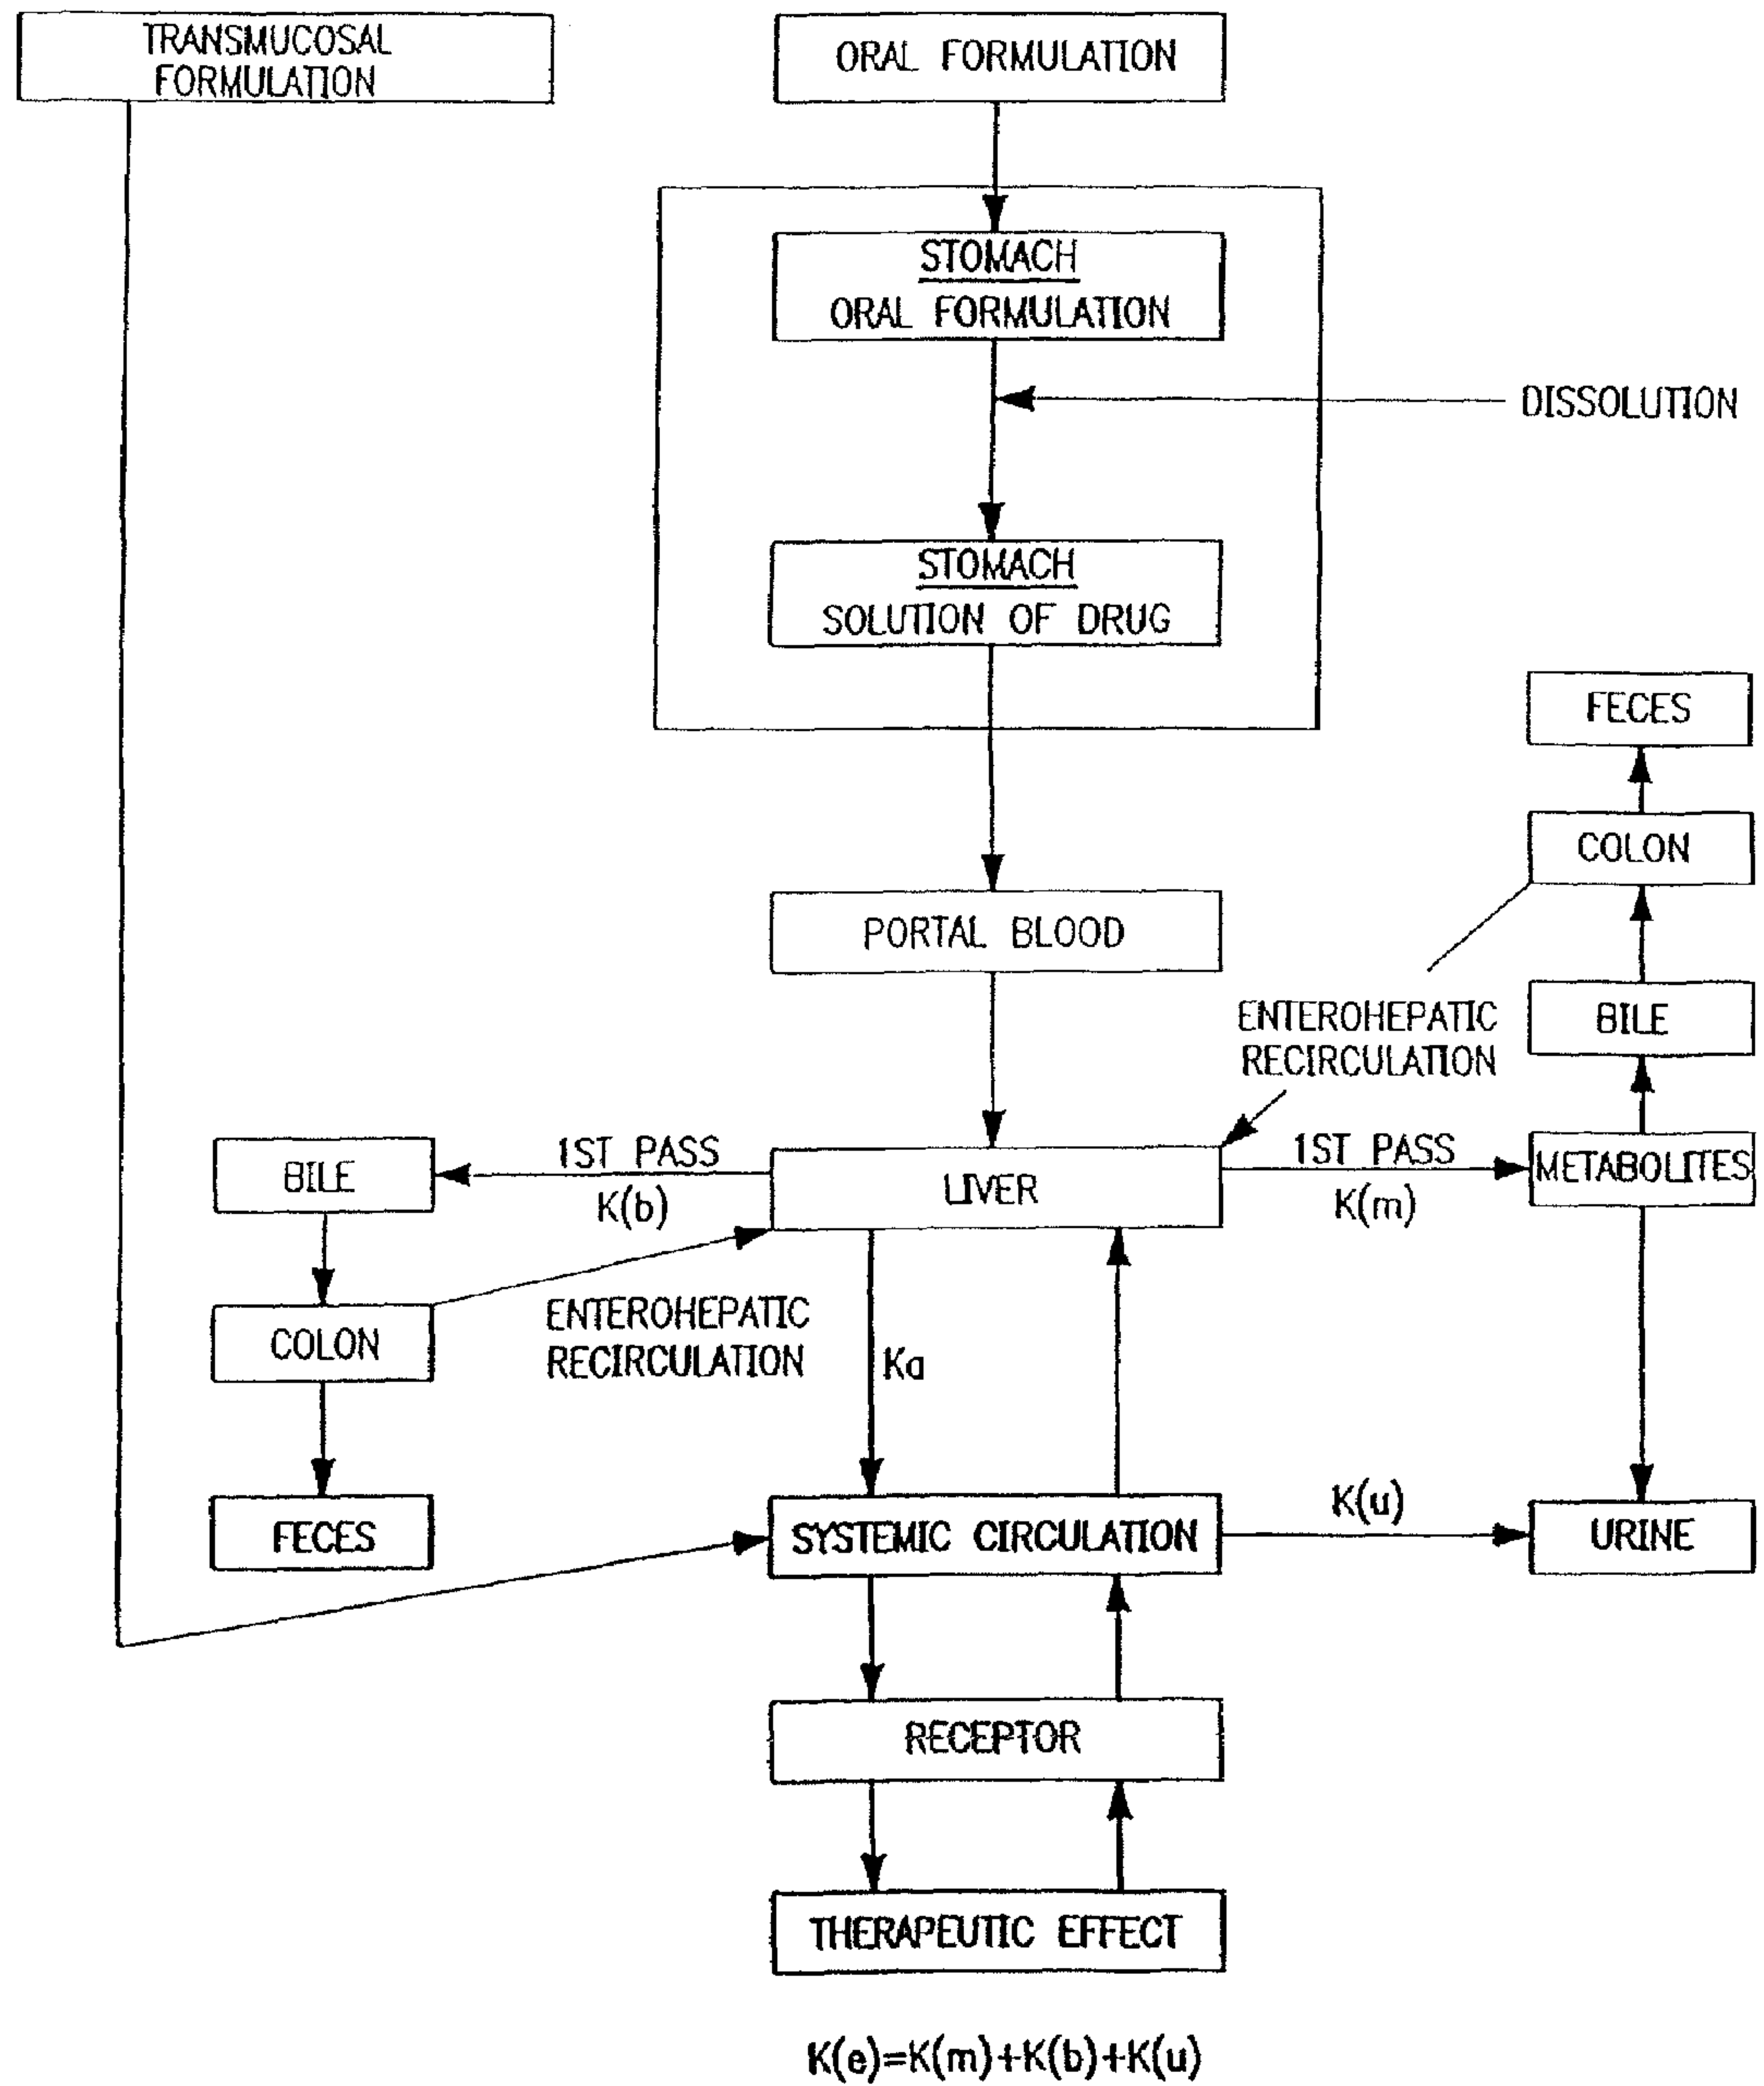 TRANSMUCOSAL
FORMULATION
ORAL FORMULATION
STOMACH
ORAL FORMULATION
DISSOLUTION
STOMACH
SOLUTION OF DRUG
FECES
COLON
PORTAL BLOOD
ENTEROHEPATIC
RECIRCULATION
BILE
BILE
1ST PASS
K(b)
LIVER
1ST PASS
K(m)
METABOLITES
COLON
ENTEROHEPATIC
RECIRCULATION
Ka
FECES
SYSTEMIC CIRCULATION
K(u)
URINE
RECEPTOR
THERAPEUTIC EFFECT
K(e)=K(m)+K(b)+K(u)